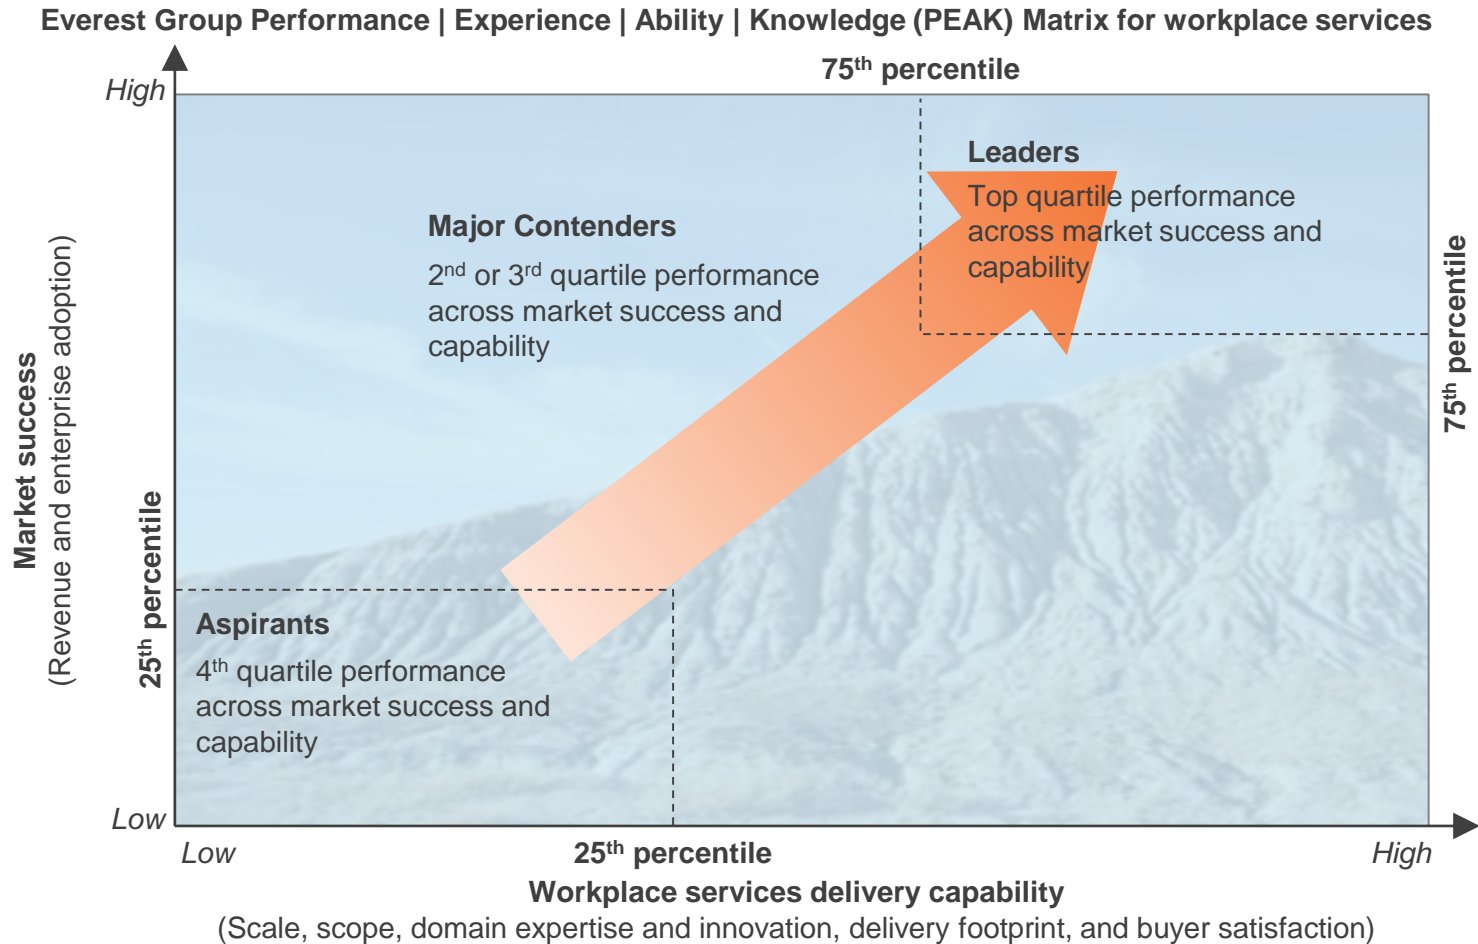 Everest Group Performance | Experience | Ability | Knowledge (PEAK) Matrix for workplace services
75th percentile
High
Leaders
Top quartile performance
across market success and
capability
Major Contenders
2nd or 3rd quartile performance
across market success and
capability
75th percentile
Market success
(Revenue and enterprise adoption)
25th percentile
Aspirants
4th quartile performance
across market success and
capability
Low
Low
25th percentile
High
Workplace services delivery capability
(Scale, scope, domain expertise and innovation, delivery footprint, and buyer satisfaction)